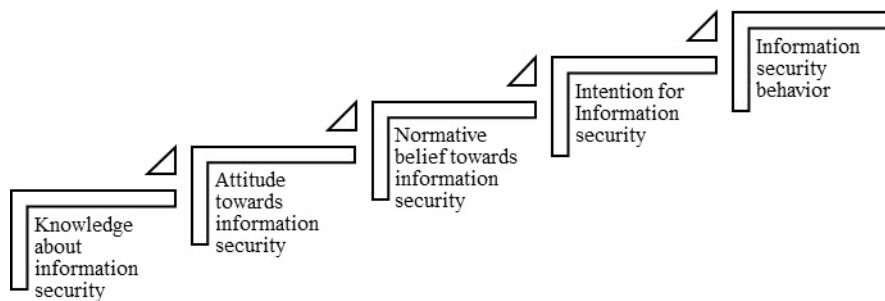 Knowledge
about
information
security
Attitude
towards
information
security
Normative
belief towards
information
security
Intention for
Information
security
Information
security
behavior